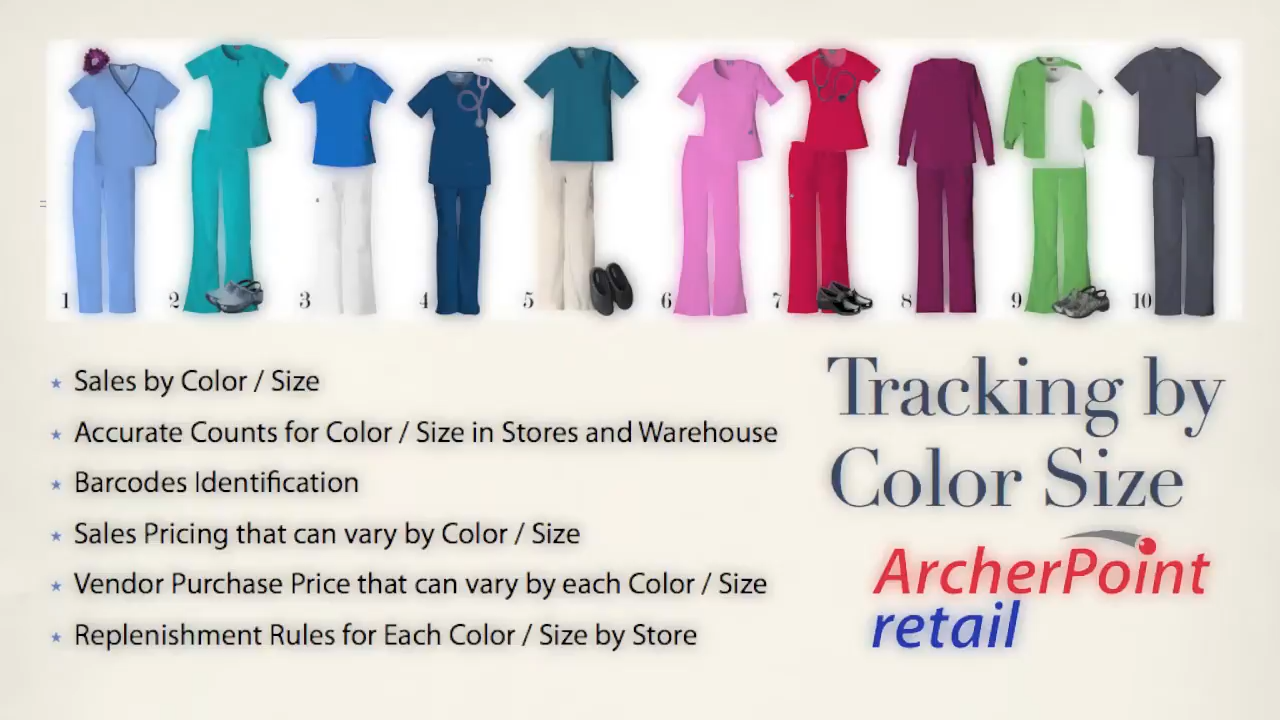 1 2 3 4 5 6 7 8 9 10
Sales by Color / Size
Accurate Counts for Color / Size in Stores and Warehouse
Barcodes Identification
Sales Pricing that can vary by Color / Size
Vendor Purchase Price that can vary by each Color / Size
Replenishment Rules for Each Color / Size by Store
Tracking by
Color Size
ArcherPoint
retail